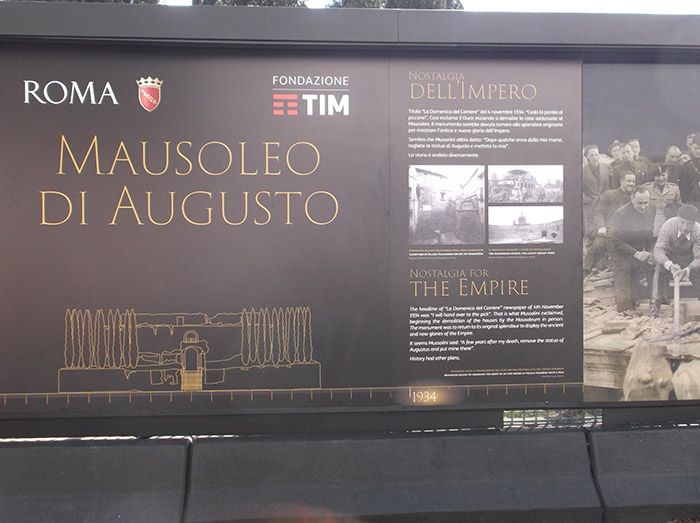 ROMA
FONDAZIONE
TIM
MAUSOLEO
DI AUGUSTO
NOSTALGIA
DELL'IMPERO
Titola "La Domenica del Corriere" del 4 novembre 1934. "Cedo la parola al
piccone". Così esclama il Duce iniziando a demolire le case addossate al
Mausoleo. Il monumento sarebbe dovuto tornare allo splendore originario
per mostrare l'antica e nuova gloria dell'Impero.
Sembra che Mussolini abbia detto: "Dopo qualche anno dalla mia morte,
togliete la statua di Augusto e mettete la mia".
La storia è andata diversamente.
NOSTALGIA FOR
THE EMPIRE
The headline of "La Domenica del Corriere" newspaper of 4th November
1934 was "I will hand over to the pick". That is what Mussolini exclaimed,
beginning the demolition of the houses by the Mausoleum in person.
The monument was to return to its original splendour to display the ancient
and new glories of the Empire.
It seems Mussolini said: "A few years after my death, remove the statue of
Augustus and put mine there".
History had other plans.
1934